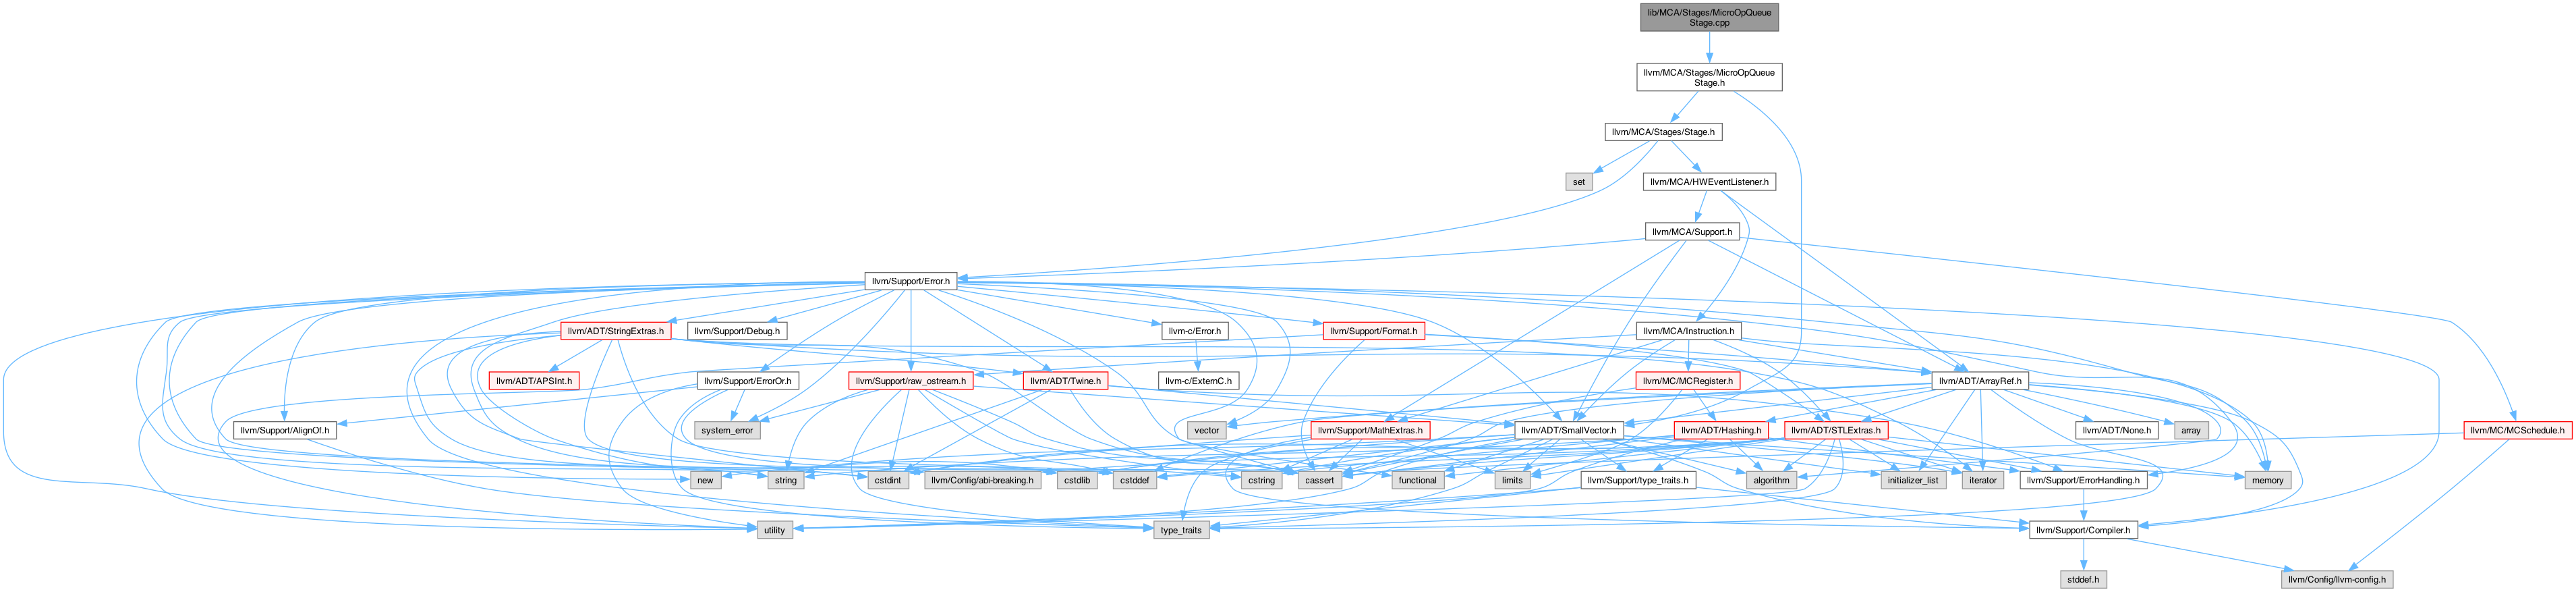 lib/MCA/Stages/MicroOpQueue
Stage.cpp
llvm/MCA/Stages/MicroOpQueue
Stage.h
llvm/MCA/Stages/Stage.h
set
llvm/MCA/HWEventListener.h
llvm/MCA/Support.h
llvm/Support/Error.h
llvm/ADT/StringExtras.h
llvm/Support/Debug.h
llvm-c/Error.h
llvm/Support/Format.h
llvm/MCA/Instruction.h
llvm/ADT/APSInt.h
llvm/Support/ErrorOr.h
llvm/Support/raw_ostream.h
llvm/ADT/Twine.h
llvm-c/ExternC.h
llvm/MC/MCRegister.h
llvm/ADT/ArrayRef.h
llvm/Support/AlignOf.h
system_error
vector
llvm/Support/MathExtras.h
llvm/ADT/SmallVector.h
llvm/ADT/Hashing.h
llvm/ADT/STLExtras.h
llvm/ADT/None.h
array
llvm/MC/MCSchedule.h
new
string
cstdint
llvm/Config/abi-breaking.h
cstdlib
cstddef
cstring
cassert
functional
limits
llvm/Support/type_traits.h
algorithm
initializer_list
iterator
llvm/Support/ErrorHandling.h
memory
utility
type_traits
llvm/Support/Compiler.h
stddef.h
llvm/Config/llvm-config.h